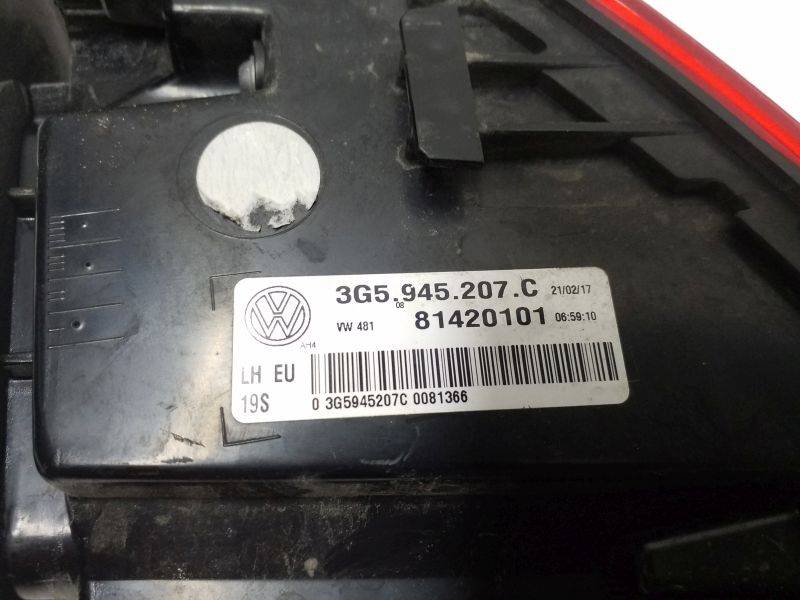 3G5.945.207.C 21/02/17
08
VW 481 81420101 06:59:10
AH4
LH EU
19S 0 3G5945207C 0081366